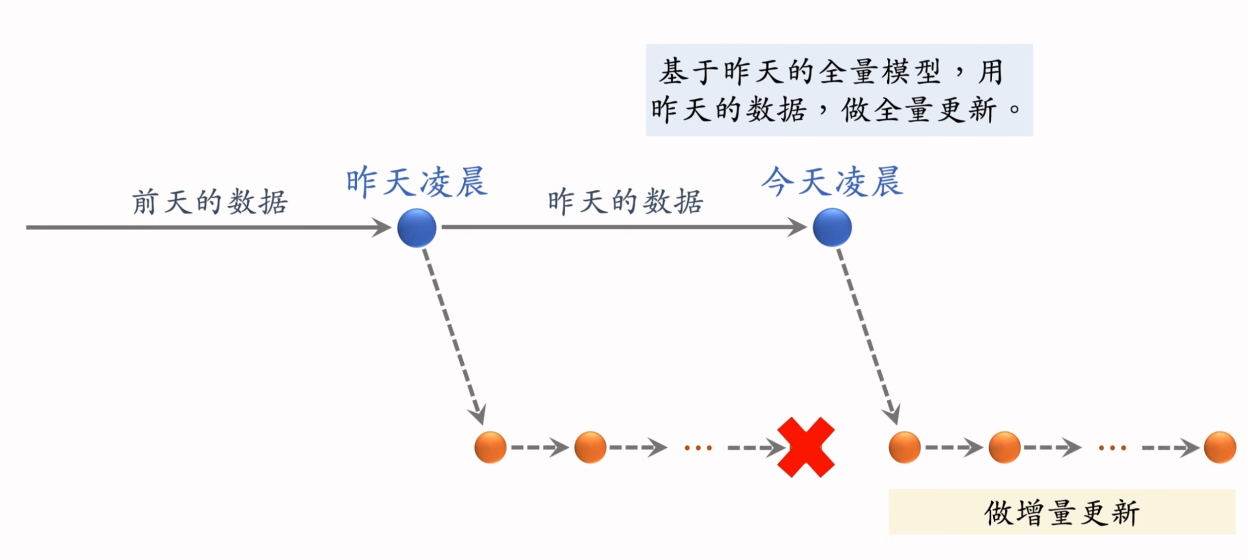 基于昨天的全量模型，用
昨天的数据，做全量更新。
昨天凌晨
今天凌晨
前天的数据
昨天的数据
...
...
做增量更新